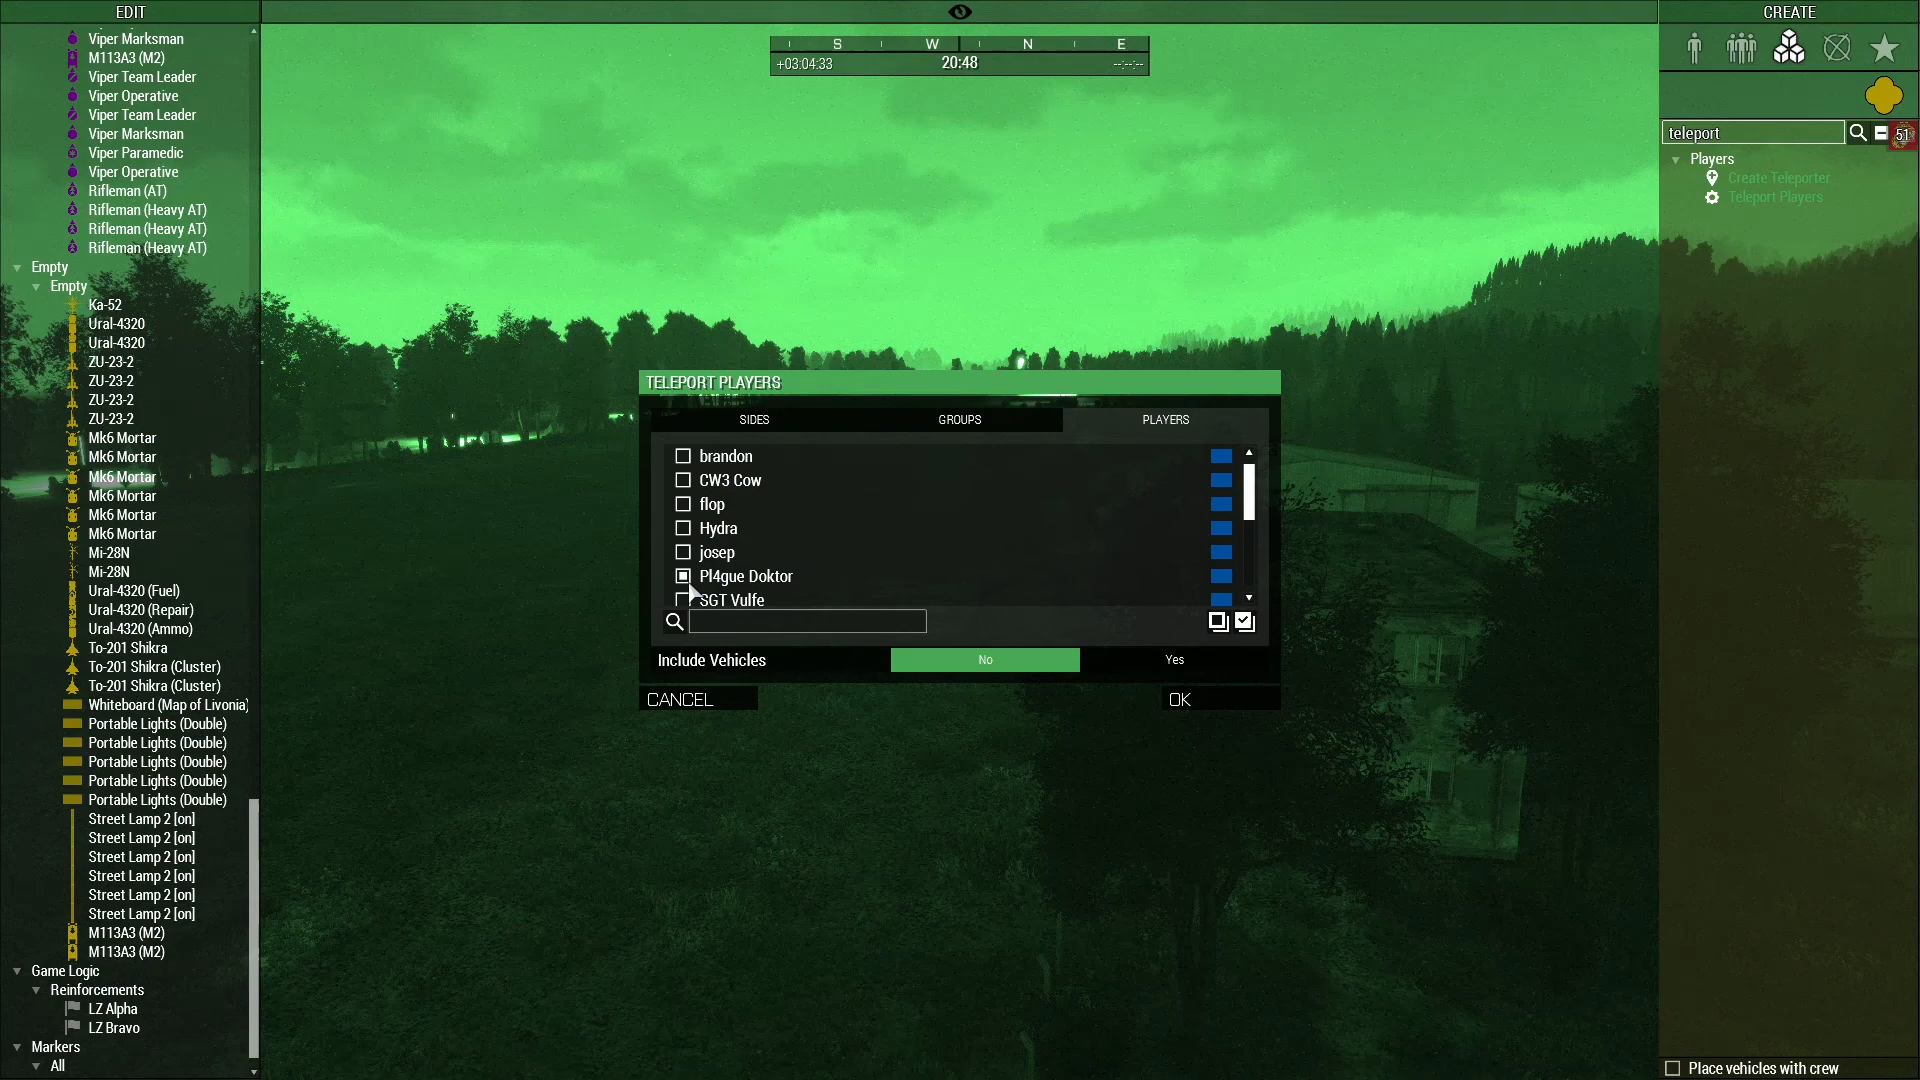 EDIT
Viper Marksman
M113A3 (M2)
Viper Team Leader
Viper Operative
Viper Team Leader
Viper Marksman
Viper Paramedic
Viper Operative
Rifleman (AT)
Rifleman (Heavy AT)
Rifleman (Heavy AT)
Rifleman (Heavy AT)
Empty
Empty
Ka-52
Ural-4320
Ural-4320
ZU-23-2
ZU-23-2
ZU-23-2
ZU-23-2
Mk6 Mortar
Mk6 Mortar
Mk6 Mortar
Mk6 Mortar
Mk6 Mortar
Mk6 Mortar
Mi-28N
Mi-28N
Ural-4320 (Fuel)
Ural-4320 (Repair)
Ural-4320 (Ammo)
To-201 Shikra
To-201 Shikra (Cluster)
To-201 Shikra (Cluster)
Whiteboard (Map of Livonia)
Portable Lights (Double)
Portable Lights (Double)
Portable Lights (Double)
Portable Lights (Double)
Portable Lights (Double)
Street Lamp 2 [on]
Street Lamp 2 [on]
Street Lamp 2 [on]
Street Lamp 2 [on]
Street Lamp 2 [on]
Street Lamp 2 [on]
M113A3 (M2)
M113A3 (M2)
Game Logic
Reinforcements
LZ Alpha
LZ Bravo
Markers
All
S W N E
+03:04:33 20:48 --:--:--
TELEPORT PLAYERS
SIDES GROUPS PLAYERS
brandon
CW3 Cow
flop
Hydra
josep
Pl4gue Doktor
SGT Vulfe
Include Vehicles No Yes
CANCEL OK
CREATE
teleport
51
Players
Create Teleporter
Teleport Players
Place vehicles with crew